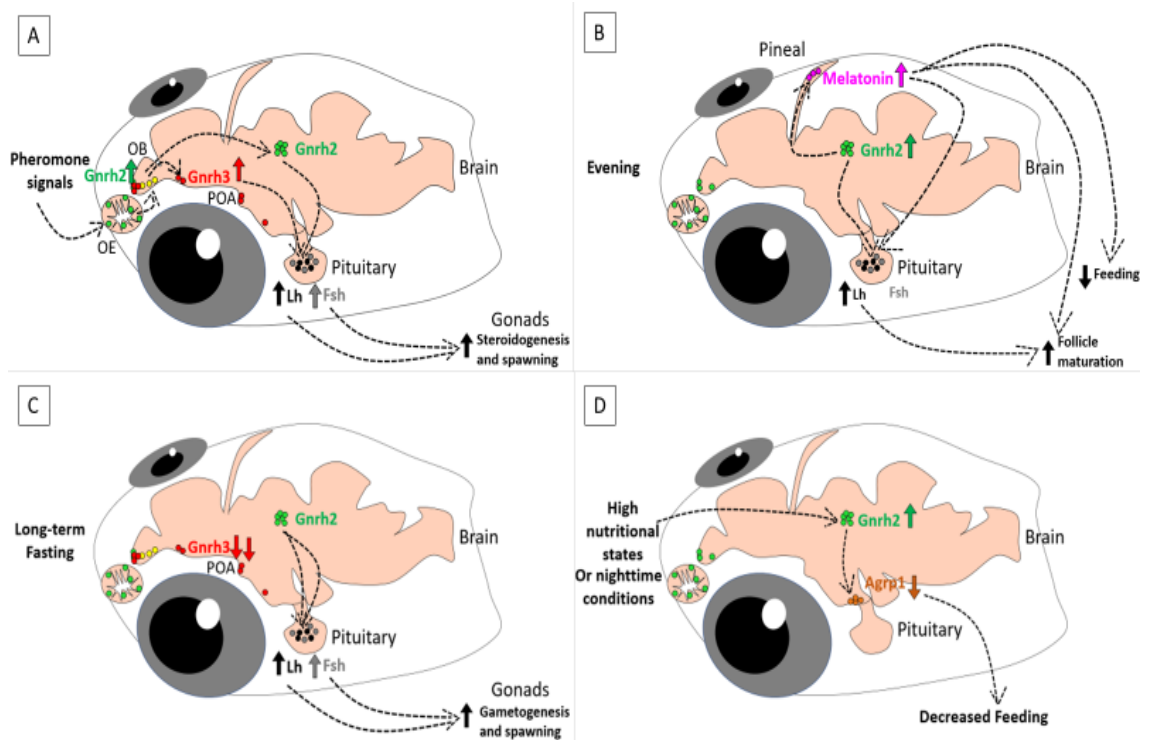 A
OB
Pheromone
signals
Gnrh2
Gnrh3
Gnrh2
POA
OE
Brain
Pituitary
Lh
Fsh
Gonads
Steroidogenesis
and spawning
B
Pineal
Melatonin
Gnrh2
Brain
Evening
Pituitary
Feeding
Lh
Fsh
Follicle
maturation
C
Gnrh2
Long-term
Fasting
Gnrh3
POA
Brain
Pituitary
Lh
Fsh
Gonads
Gametogenesis
and spawning
D
High
nutritional
states
Or nighttime
conditions
Gnrh2
Brain
Agrp1
Pituitary
Decreased Feeding